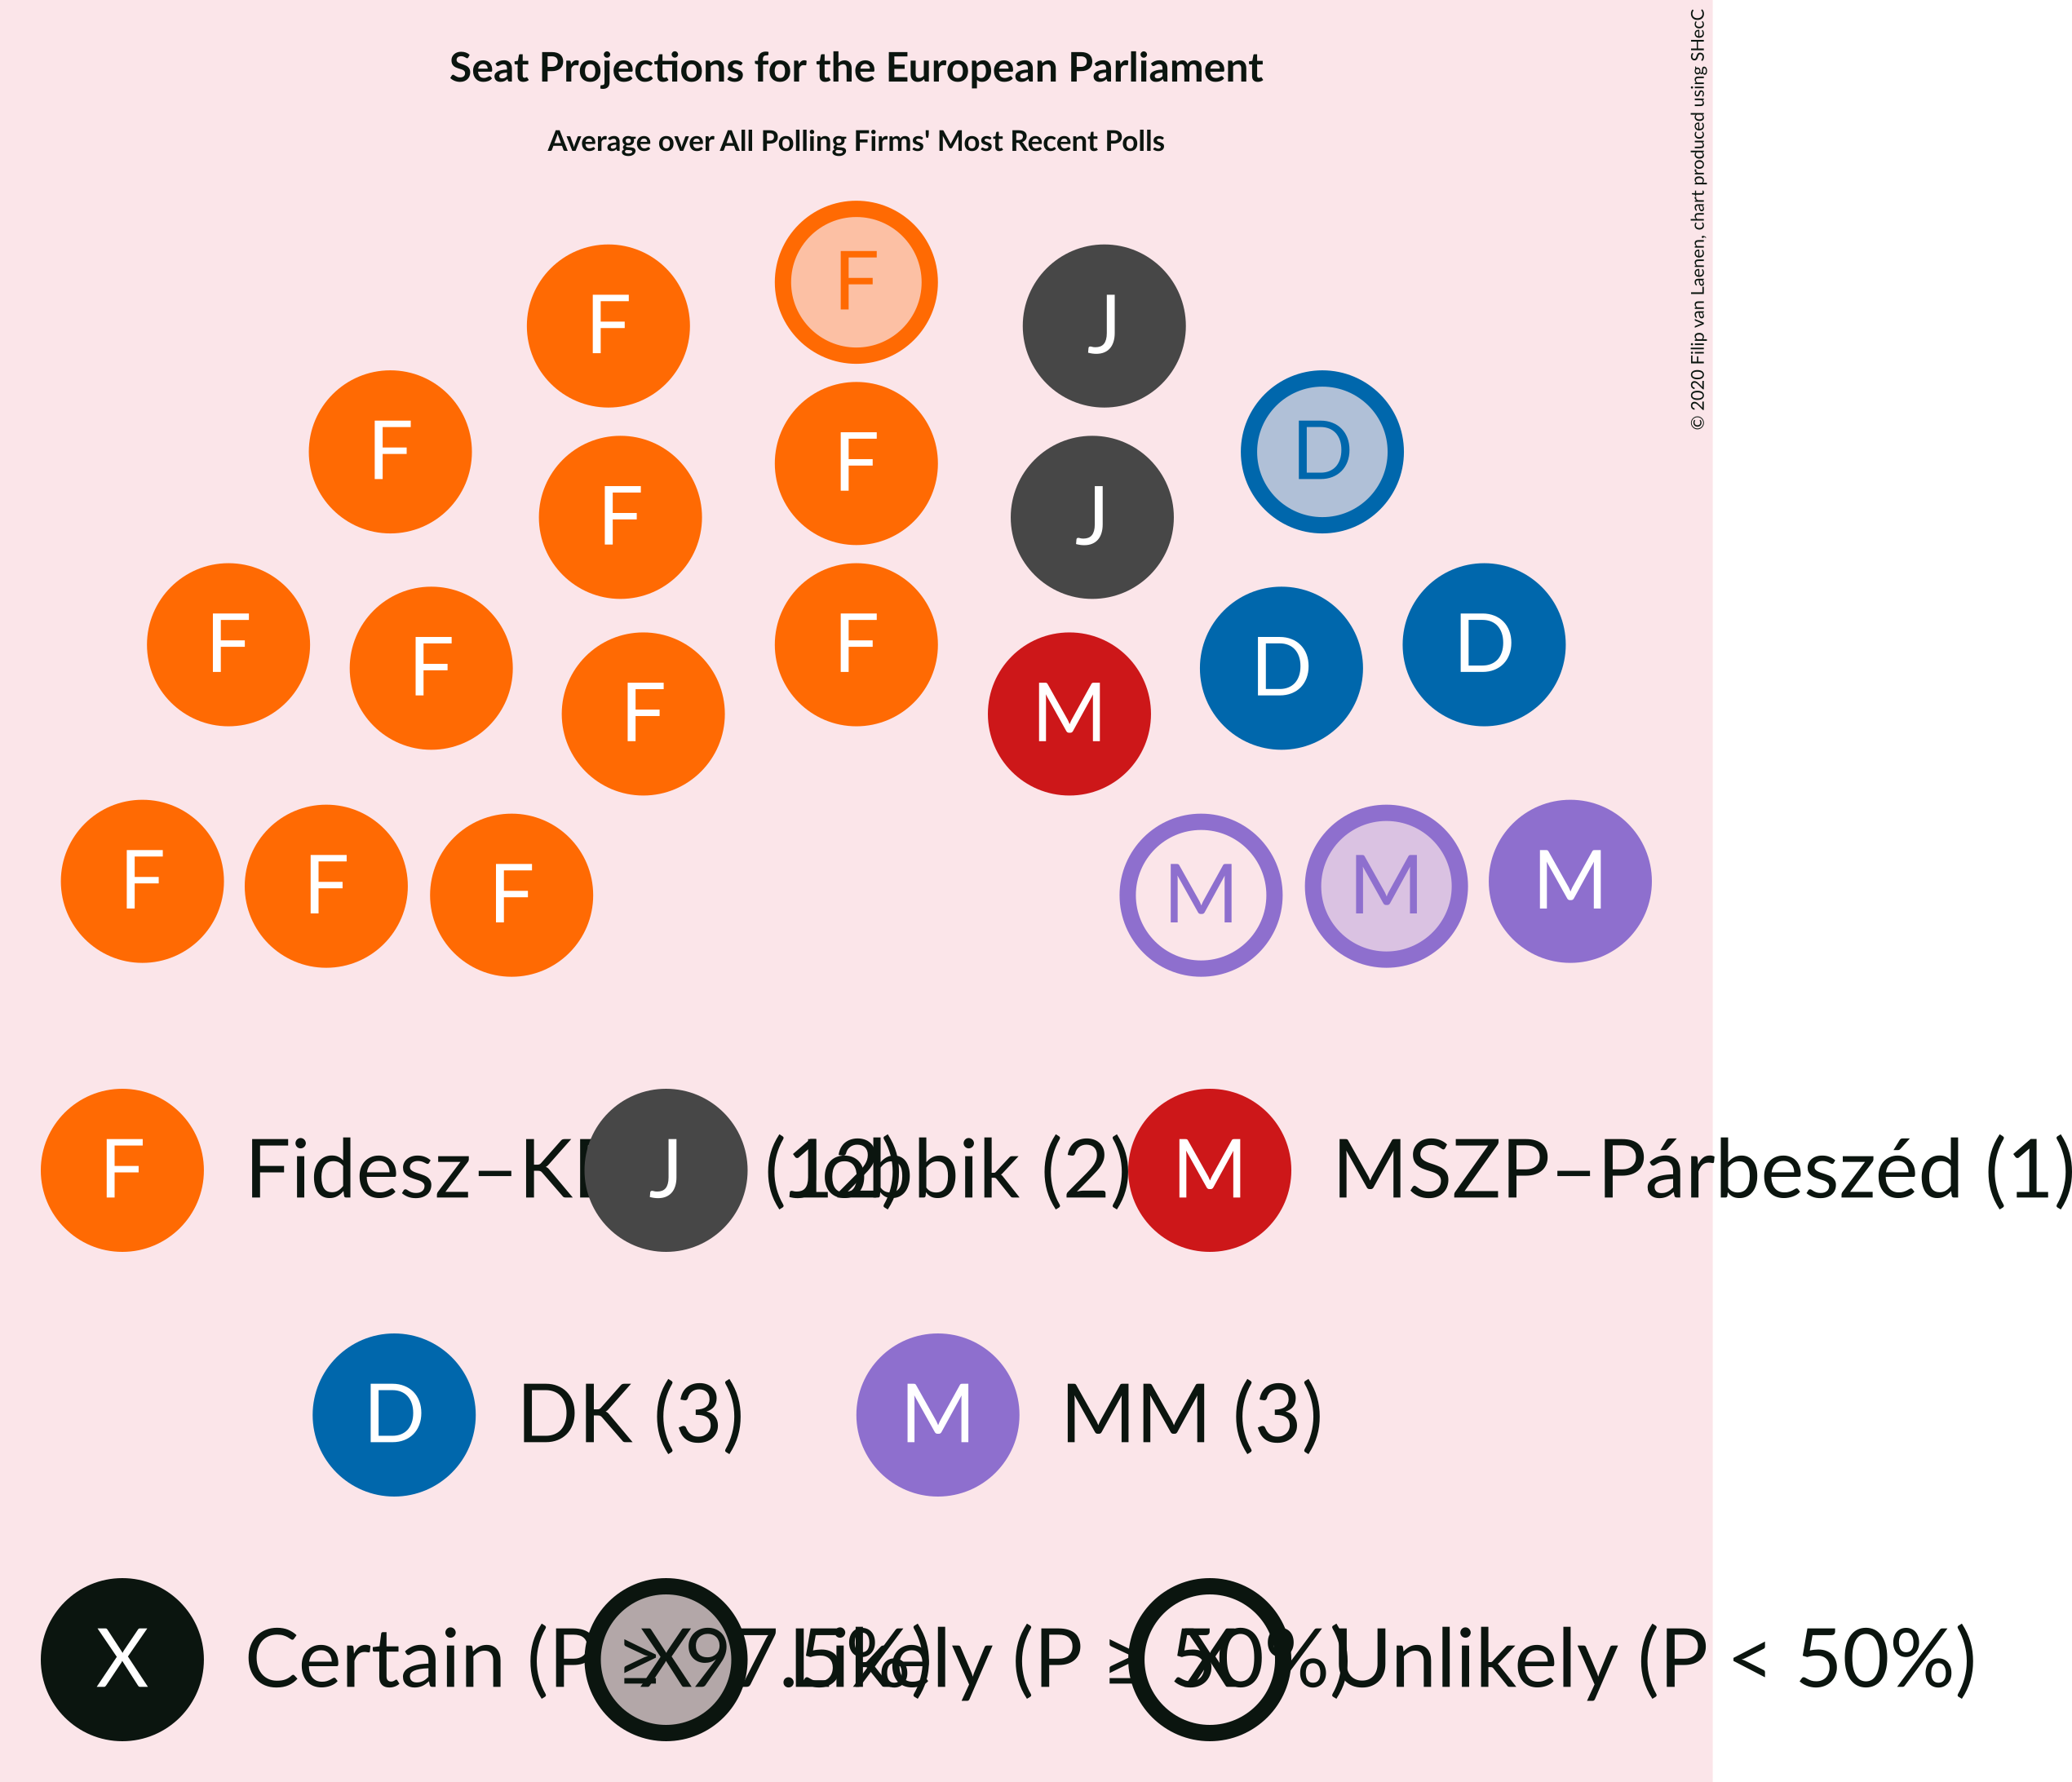 Seat Projections for the European Parliament
Average over All Polling Firms' Most Recent Polls
© 2020 Filip van Laenen, chart produced using SHecC
F
F J
F F D
F J
F F D
F D
F M
F F F M M M
F (12)
J Jobbik (2)
M MSZP–Párbeszéd (1)
D DK (3)
M MM (3)
X Certain (P ≥ 97.5%)
X Likely (P ≥ 50%)
X Unlikely (P < 50%)